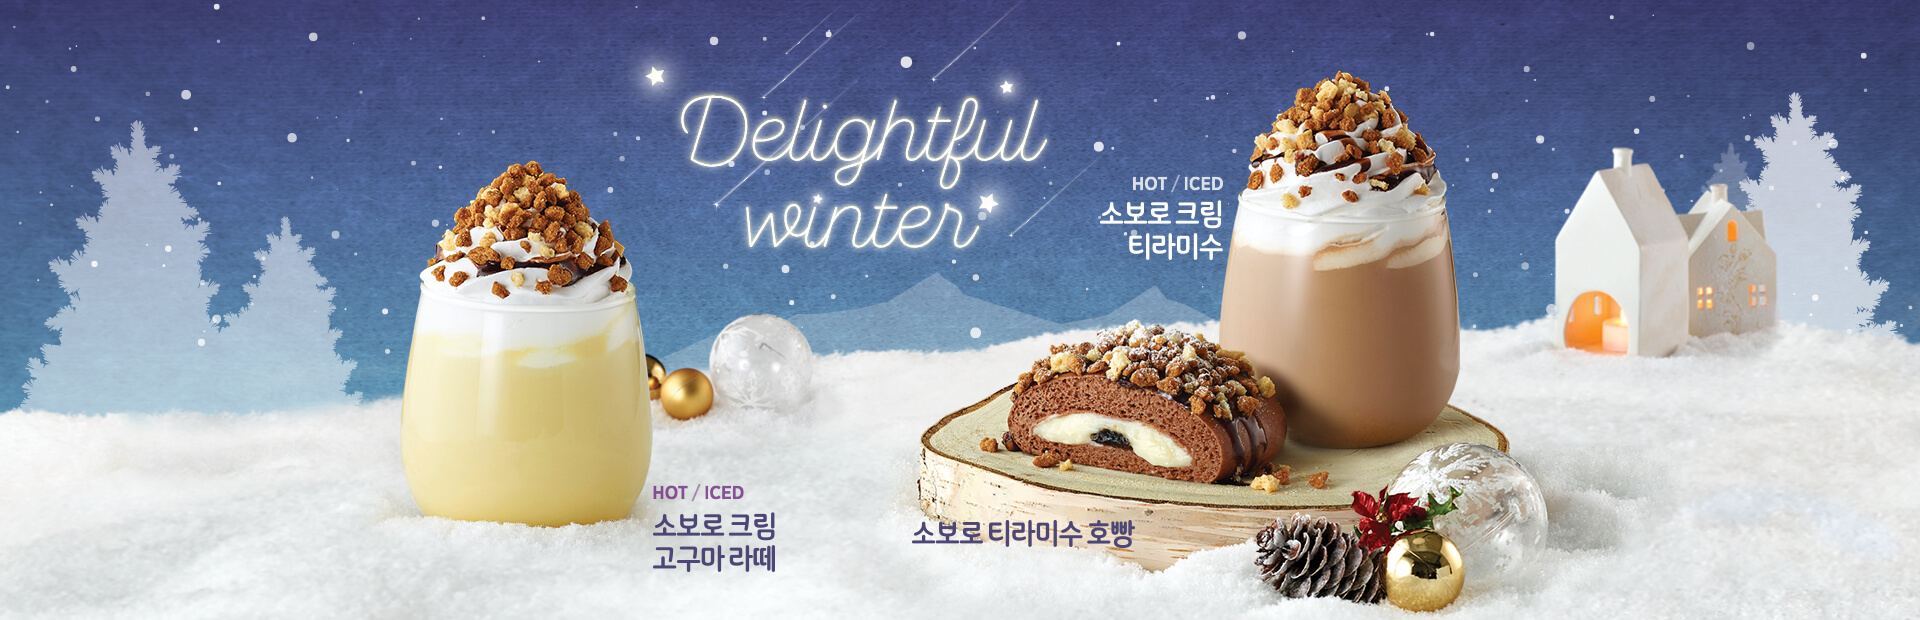 Delightful
winter
HOT / ICED
소보로 크림
티라미수
HOT / ICED
소보로 크림
고구마 라떼
소보로 티라미수 호빵